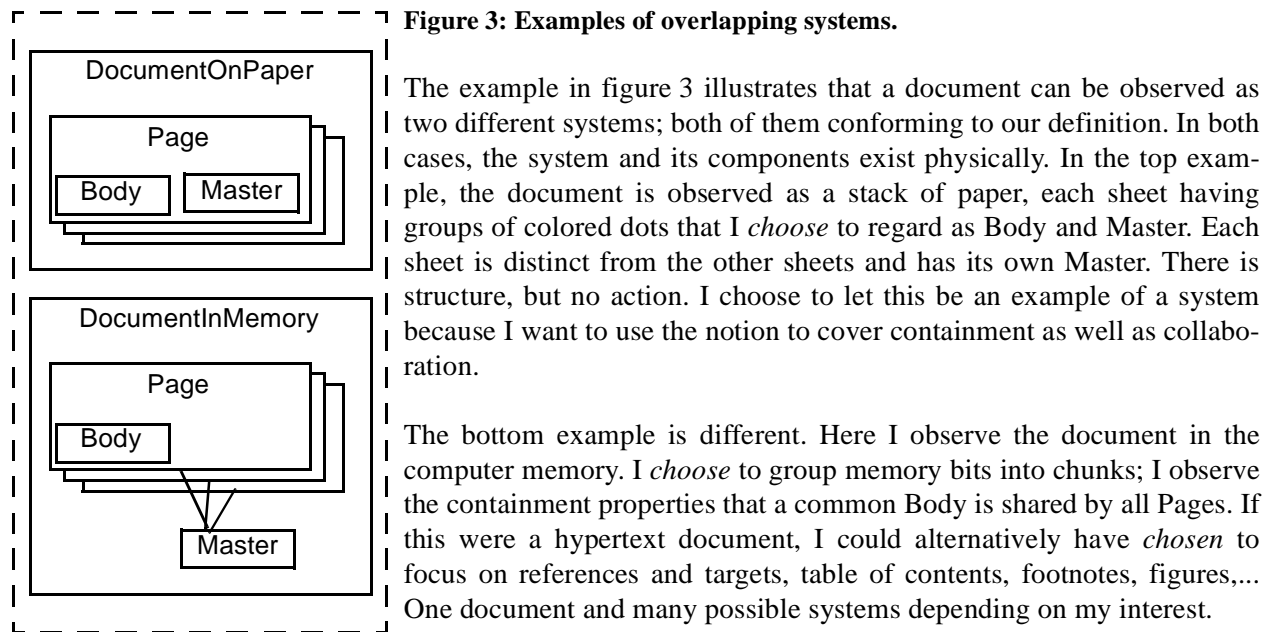 DocumentOnPaper
Page
Body Master
DocumentInMemory
Page
Body
Master
Figure 3: Examples of overlapping systems.
The example in figure 3 illustrates that a document can be observed as
two different systems; both of them conforming to our definition. In both
cases, the system and its components exist physically. In the top exam-
ple, the document is observed as a stack of paper, each sheet having
groups of colored dots that I choose to regard as Body and Master. Each
sheet is distinct from the other sheets and has its own Master. There is
structure, but no action. I choose to let this be an example of a system
because I want to use the notion to cover containment as well as collabo-
ration.
The bottom example is different. Here I observe the document in the
computer memory. I choose to group memory bits into chunks; I observe
the containment properties that a common Body is shared by all Pages. If
this were a hypertext document, I could alternatively have chosen to
focus on references and targets, table of contents, footnotes, figures,...
One document and many possible systems depending on my interest.